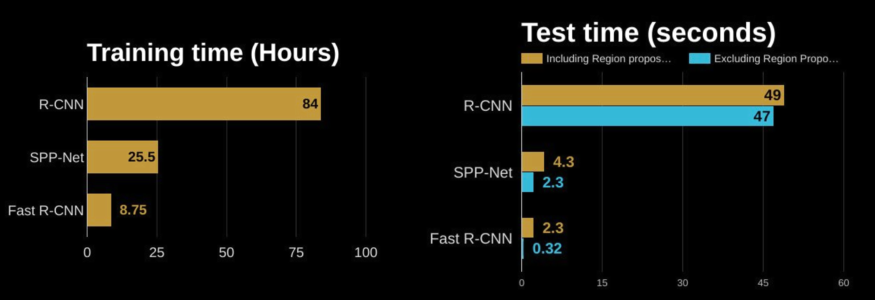 Training time (Hours)
R-CNN
84
SPP-Net
25.5
Fast R-CNN
8.75
0 25 50 75 100
Test time (seconds)
Including Region propos...
Excluding Region Propo...
R-CNN
49
47
SPP-Net
4.3
2.3
Fast R-CNN
2.3
0.32
0 15 30 45 60